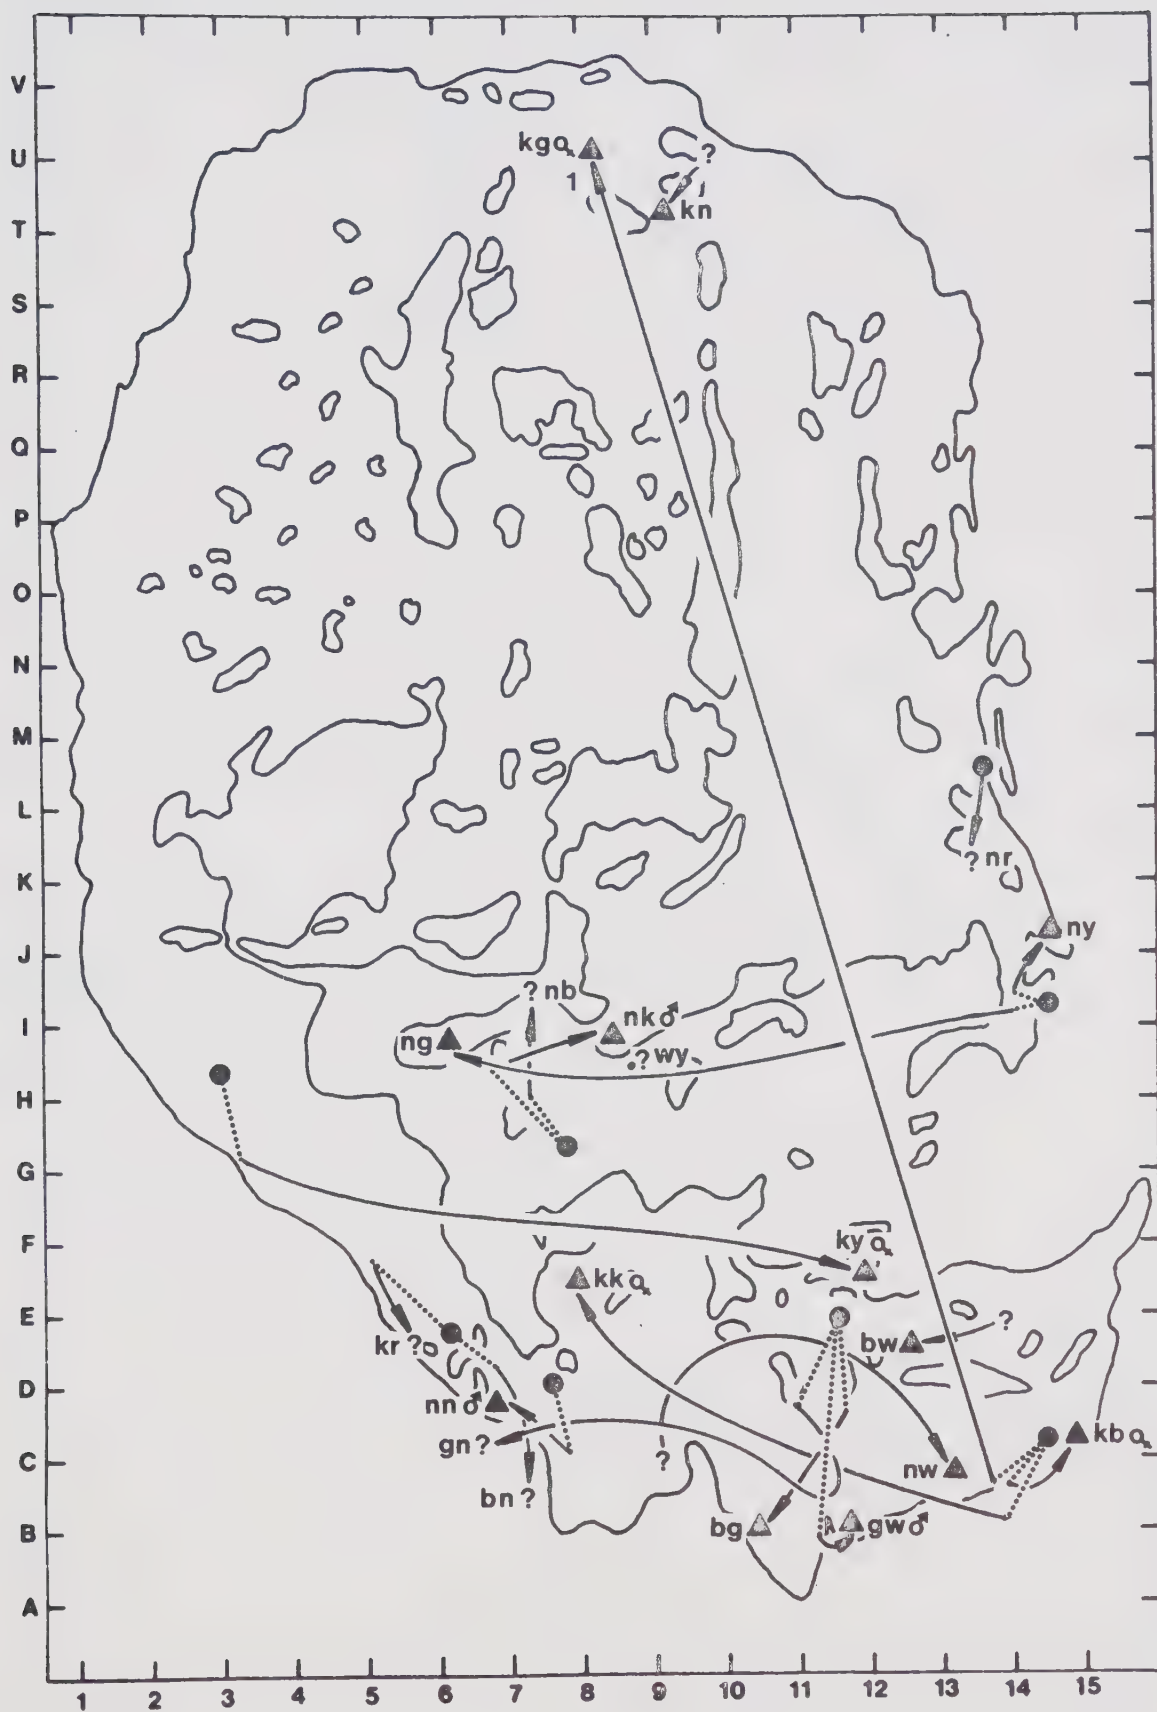 V
U
kg♀ ?
1
T
kn
S
R
Q
P
O
N
M
L
? nr
K
J
ny
? nb
I
ng
nk♂
.? wy
H
G
F
ky♀
kk♀
E
kr ?
bw ?
D
nn♂
gn ?
?
kb♀
C
nw
bn ?
B
bg
gw♂
A
1 2 3 4 5 6 7 8 9 10 11 12 13 14 15